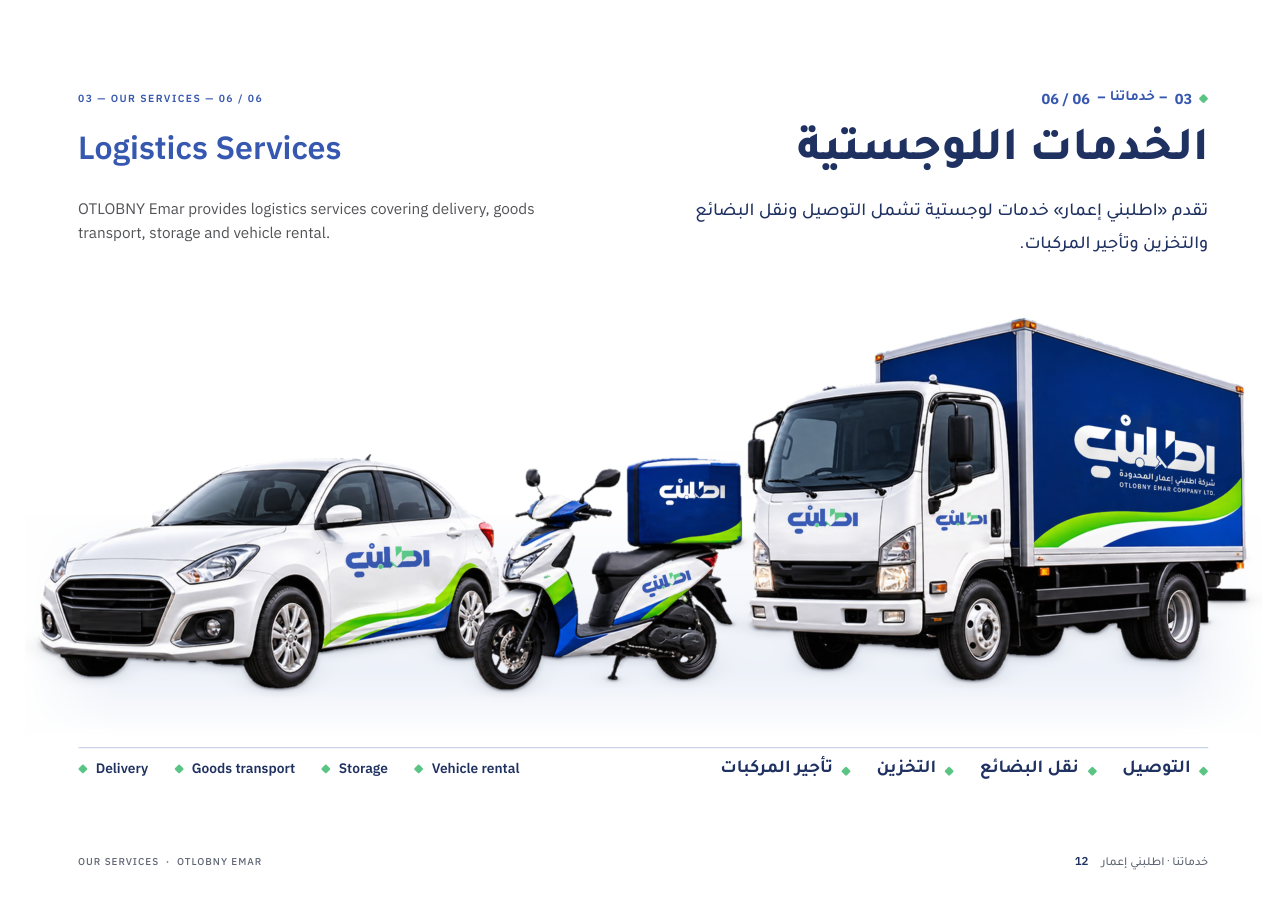 03 — OUR SERVICES — 06 / 06
03 – خدماتنا – 06 / 06
Logistics Services
الخدمات اللوجستية
OTLOBNY Emar provides logistics services covering delivery, goods
transport, storage and vehicle rental.
تقدم «اطلبني إعمار» خدمات لوجستية تشمل التوصيل ونقل البضائع
والتخزين وتأجير المركبات.
اطلبني
شركة اطلبني إعمار المحدودة
OTLOBNY EMAR COMPANY LTD.
اطلبني
اطلبني
اطلبني
اطلبني
اطلبني
Delivery
Goods transport
Storage
Vehicle rental
التوصيل
نقل البضائع
التخزين
تأجير المركبات
OUR SERVICES · OTLOBNY EMAR
خدماتنا · اطلبني إعمار 12